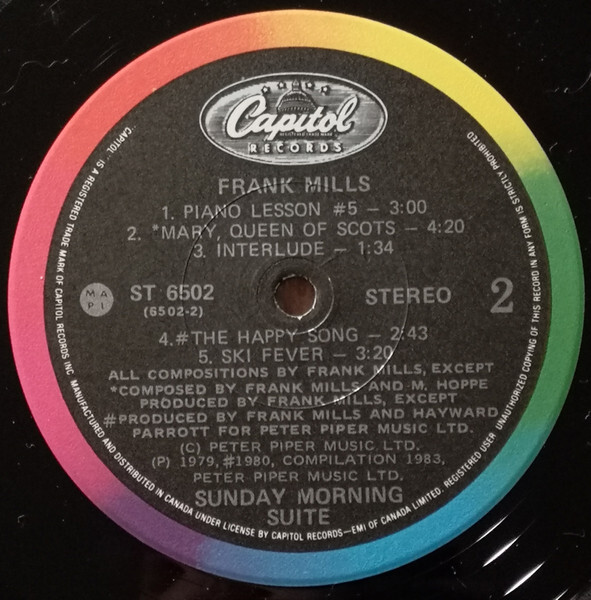 Capitol
REGISTERED TRADE MARK
RECORDS
FRANK MILLS
1. PIANO LESSON #5 – 3:00
2. *MARY, QUEEN OF SCOTS – 4:20
3. INTERLUDE – 1:34
MAPL
ST 6502
STEREO
2
(6502-2)
4.#THE HAPPY SONG – 2:43
5. SKI FEVER – 3:20
ALL COMPOSITIONS BY FRANK MILLS, EXCEPT
*COMPOSED BY FRANK MILLS AND M. HOPPE
PRODUCED BY FRANK MILLS, EXCEPT
#PRODUCED BY FRANK MILLS AND HAYWARD
PARROTT FOR PETER PIPER MUSIC LTD.
(C) PETER PIPER MUSIC LTD.
(P) 1979, #1980, COMPILATION 1983,
PETER PIPER MUSIC LTD.
SUNDAY MORNING
SUITE
"CAPITOL" IS A REGISTERED TRADE MARK OF CAPITOL RECORDS INC. MANUFACTURED AND DISTRIBUTED IN CANADA UNDER LICENSE BY CAPITOL RECORDS—EMI OF CANADA LIMITED. REGISTERED USER. UNAUTHORIZED COPYING OF THIS RECORD IN ANY FORM IS STRICTLY PROHIBITED